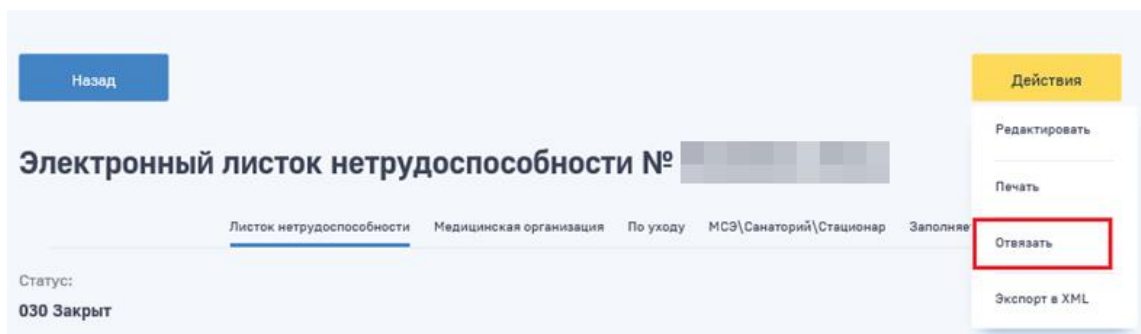 Назад
Действия
Редактировать
Электронный листок нетрудоспособности №
Печать
Листок нетрудоспособности Медицинская организация По уходу МСЭ\Санаторий\Стационар
Отвязать
Статус:
030 Закрыт
Экспорт в XML